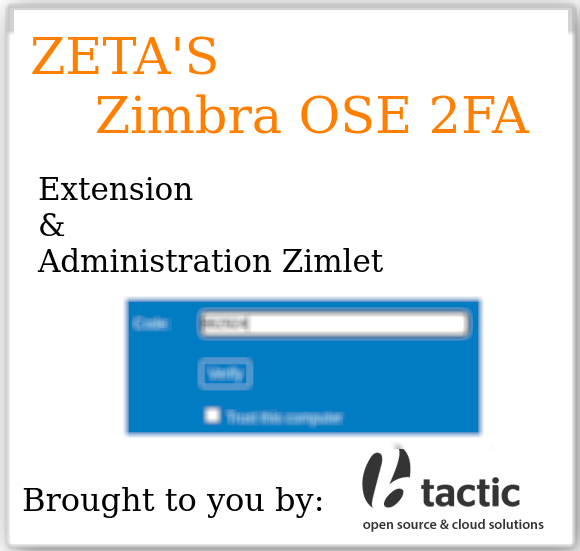 ZETA'S
Zimbra OSE 2FA
Extension
&
Administration Zimlet
Code:
Verify
Trust this computer
Brought to you by:
tactic
open source & cloud solutions